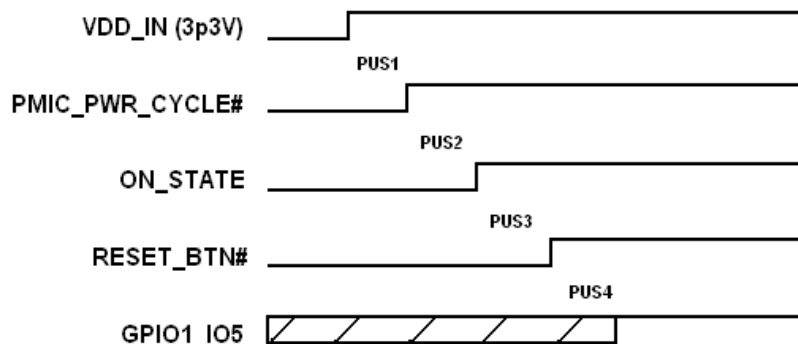 VDD_IN (3p3V)
PUS1
PMIC_PWR_CYCLE#
PUS2
ON_STATE
PUS3
RESET_BTN#
PUS4
GPIO1_IO5